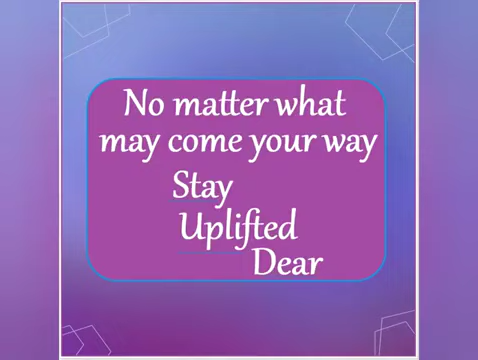 No matter what
may come your way
Stay
Uplifted
Dear